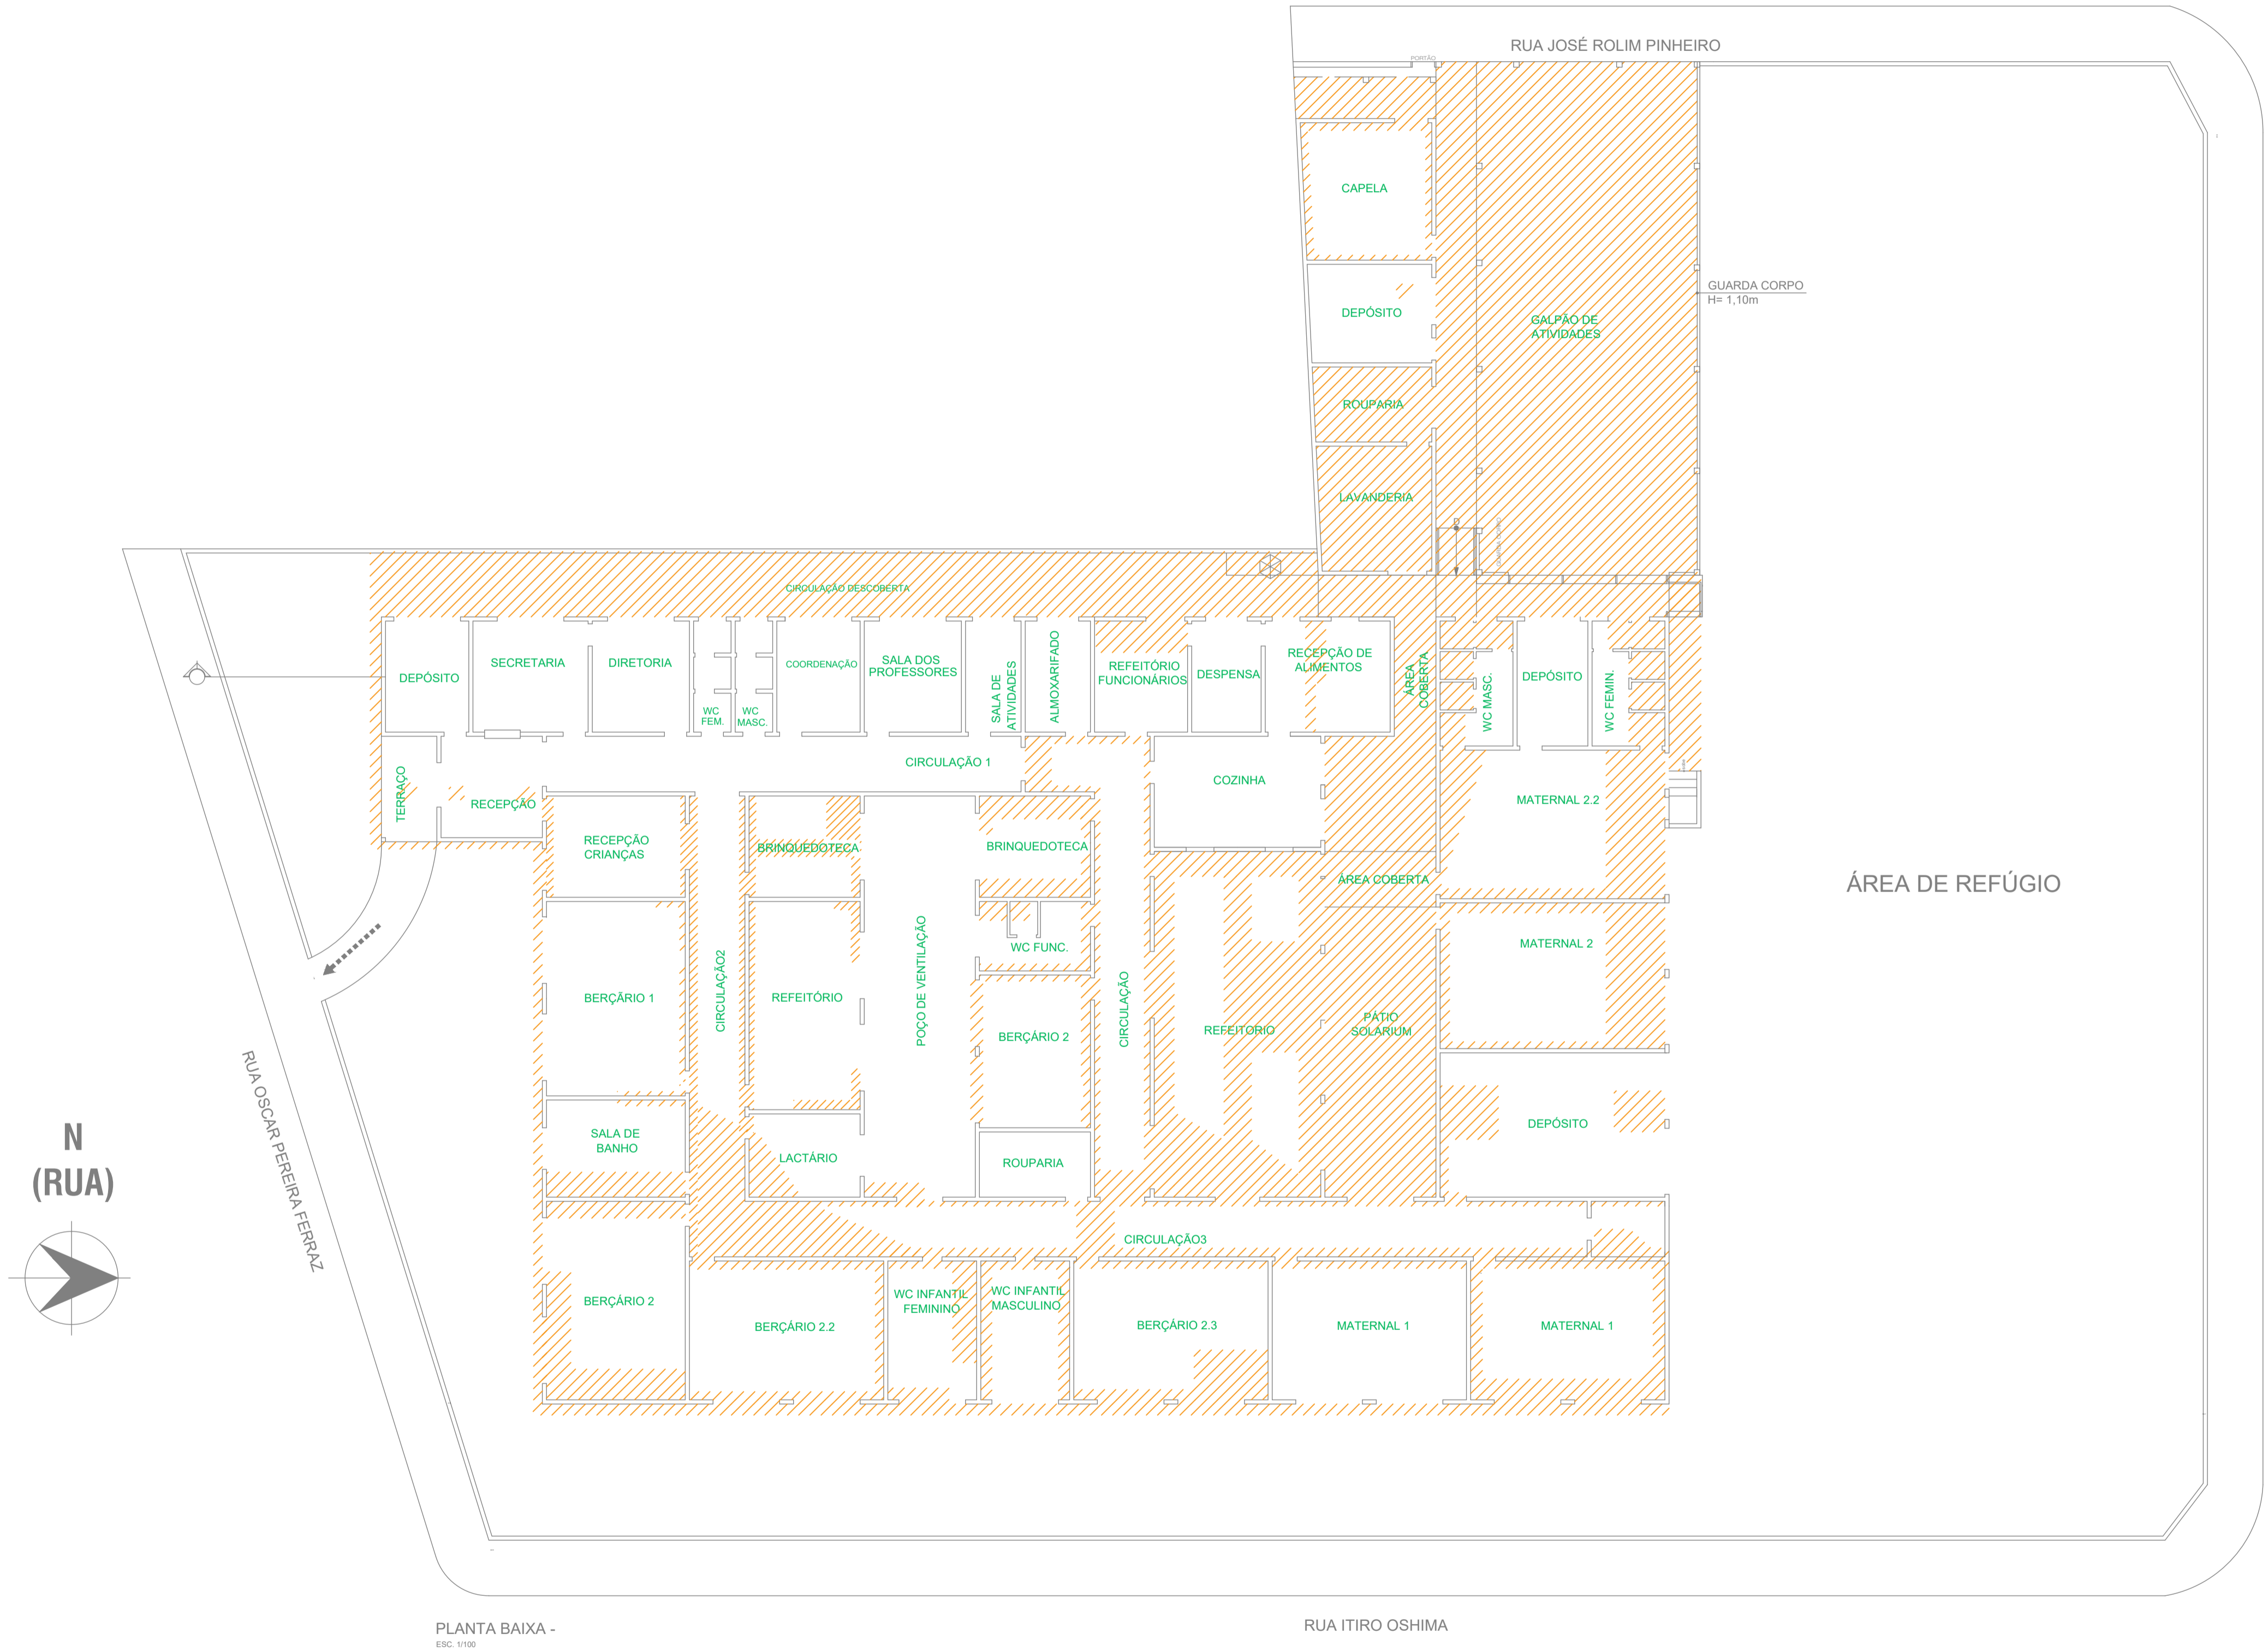 RUA JOSÉ ROLIM PINHEIRO
PORTÃO
CAPELA
GUARDA CORPO
H= 1,10m
DEPÓSITO
GALPÃO DE
ATIVIDADES
ROUPARIA
LAVANDERIA
D
GUARDA CORPO
CIRCULAÇÃO DESCOBERTA
DEPÓSITO
SECRETARIA
DIRETORIA
WC
FEM.
WC
MASC.
COORDENAÇÃO
SALA DOS
PROFESSORES
SALA DE
ATIVIDADES
ALMOXARIFADO
REFEITÓRIO
FUNCIONÁRIOS
DESPENSA
RECEPÇÃO DE
ALIMENTOS
ÁREA
COBERTA
WC MASC.
DEPÓSITO
WC FEMIN.
TERRAÇO
RECEPÇÃO
CIRCULAÇÃO 1
COZINHA
MATERNAL 2.2
RECEPÇÃO
CRIANÇAS
BRINQUEDOTECA
BRINQUEDOTECA
ÁREA COBERTA
ÁREA DE REFÚGIO
BERÇÃRIO 1
CIRCULAÇÃO2
REFEITÓRIO
POÇO DE VENTILAÇÃO
WC FUNC.
BERÇÁRIO 2
CIRCULAÇÃO
REFEITORIO
PÁTIO
SOLARIUM
MATERNAL 2
SALA DE
BANHO
LACTÁRIO
ROUPARIA
DEPÓSITO
RUA OSCAR PEREIRA FERRAZ
N
(RUA)
CIRCULAÇÃO3
BERÇÁRIO 2
BERÇÁRIO 2.2
WC INFANTIL
FEMININO
WC INFANTIL
MASCULINO
BERÇÁRIO 2.3
MATERNAL 1
MATERNAL 1
PLANTA BAIXA -
ESC. 1/100
RUA ITIRO OSHIMA